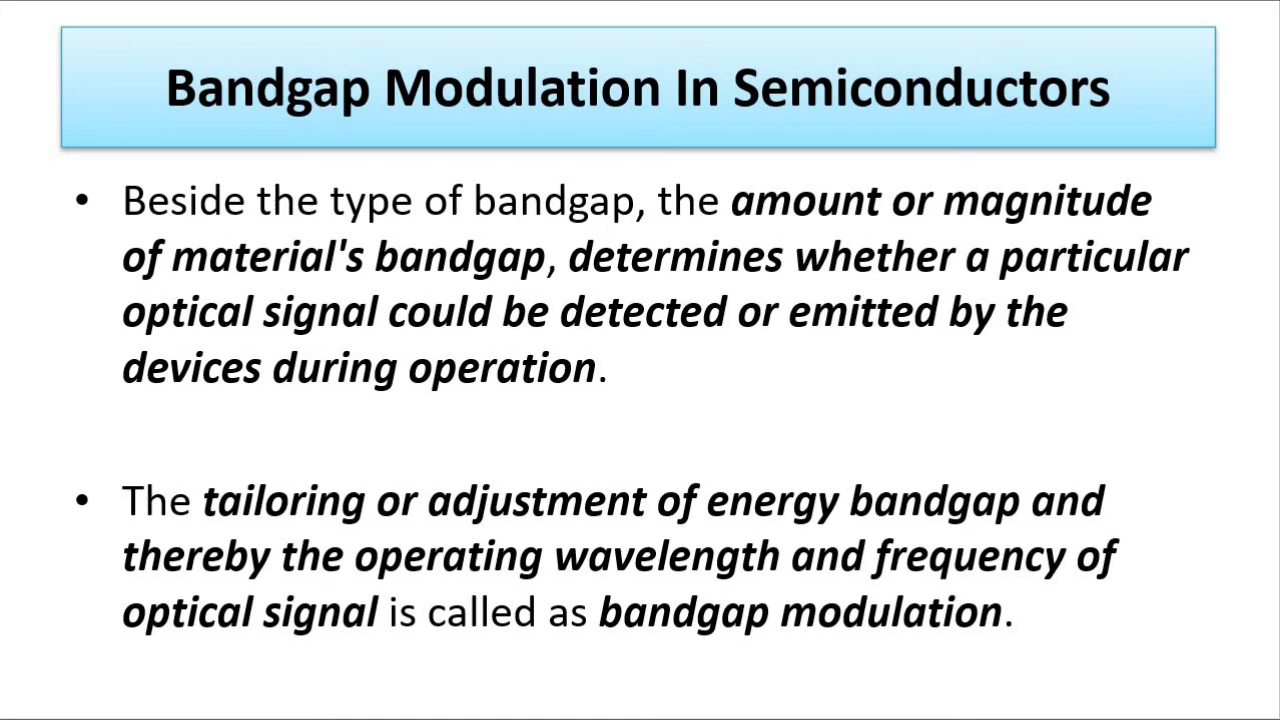 Bandgap Modulation In Semiconductors
• Beside the type of bandgap, the amount or magnitude
of material's bandgap, determines whether a particular
optical signal could be detected or emitted by the
devices during operation.
• The tailoring or adjustment of energy bandgap and
thereby the operating wavelength and frequency of
optical signal is called as bandgap modulation.